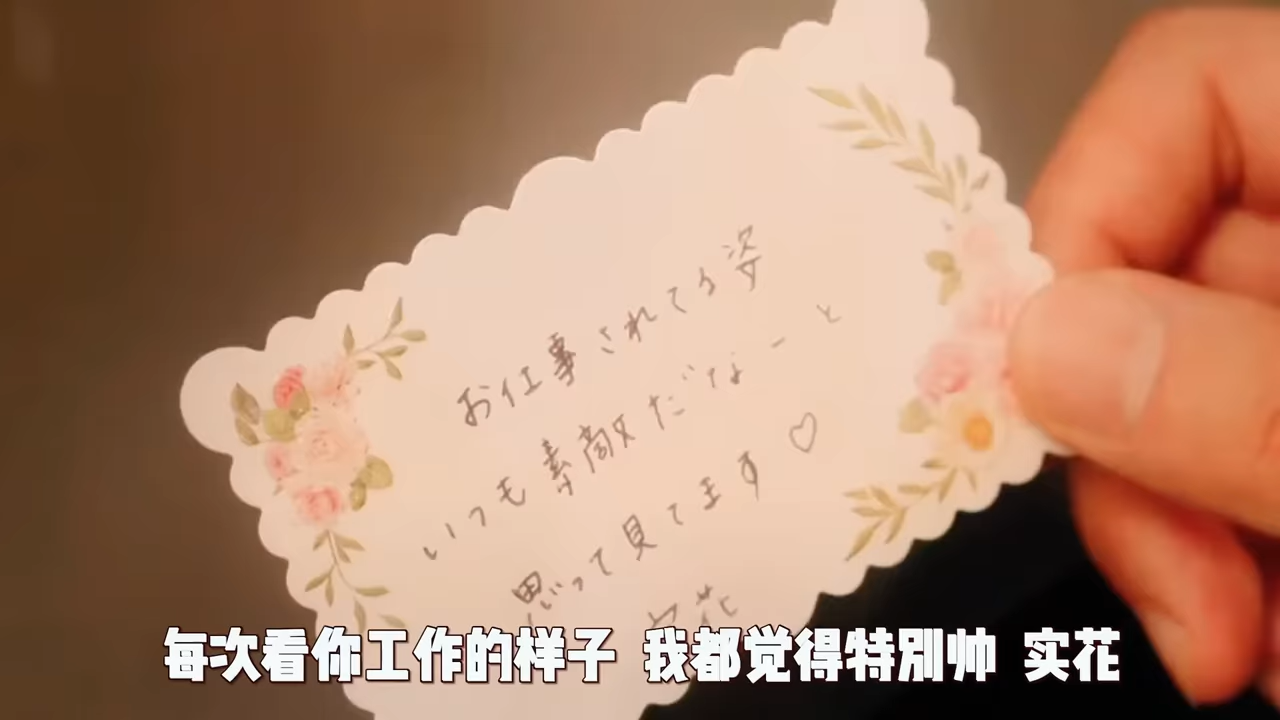 お仕事されてる姿
いつも素敵だなーと
思って見てます♡
花
每次看你工作的样子 我都觉得特别帅 实花